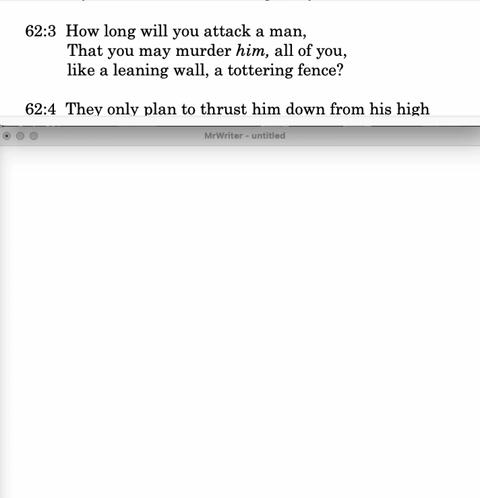 62:3 How long will you attack a man,
That you may murder him, all of you,
like a leaning wall, a tottering fence?
62:4 They only plan to thrust him down from his high
MrWriter - untitled